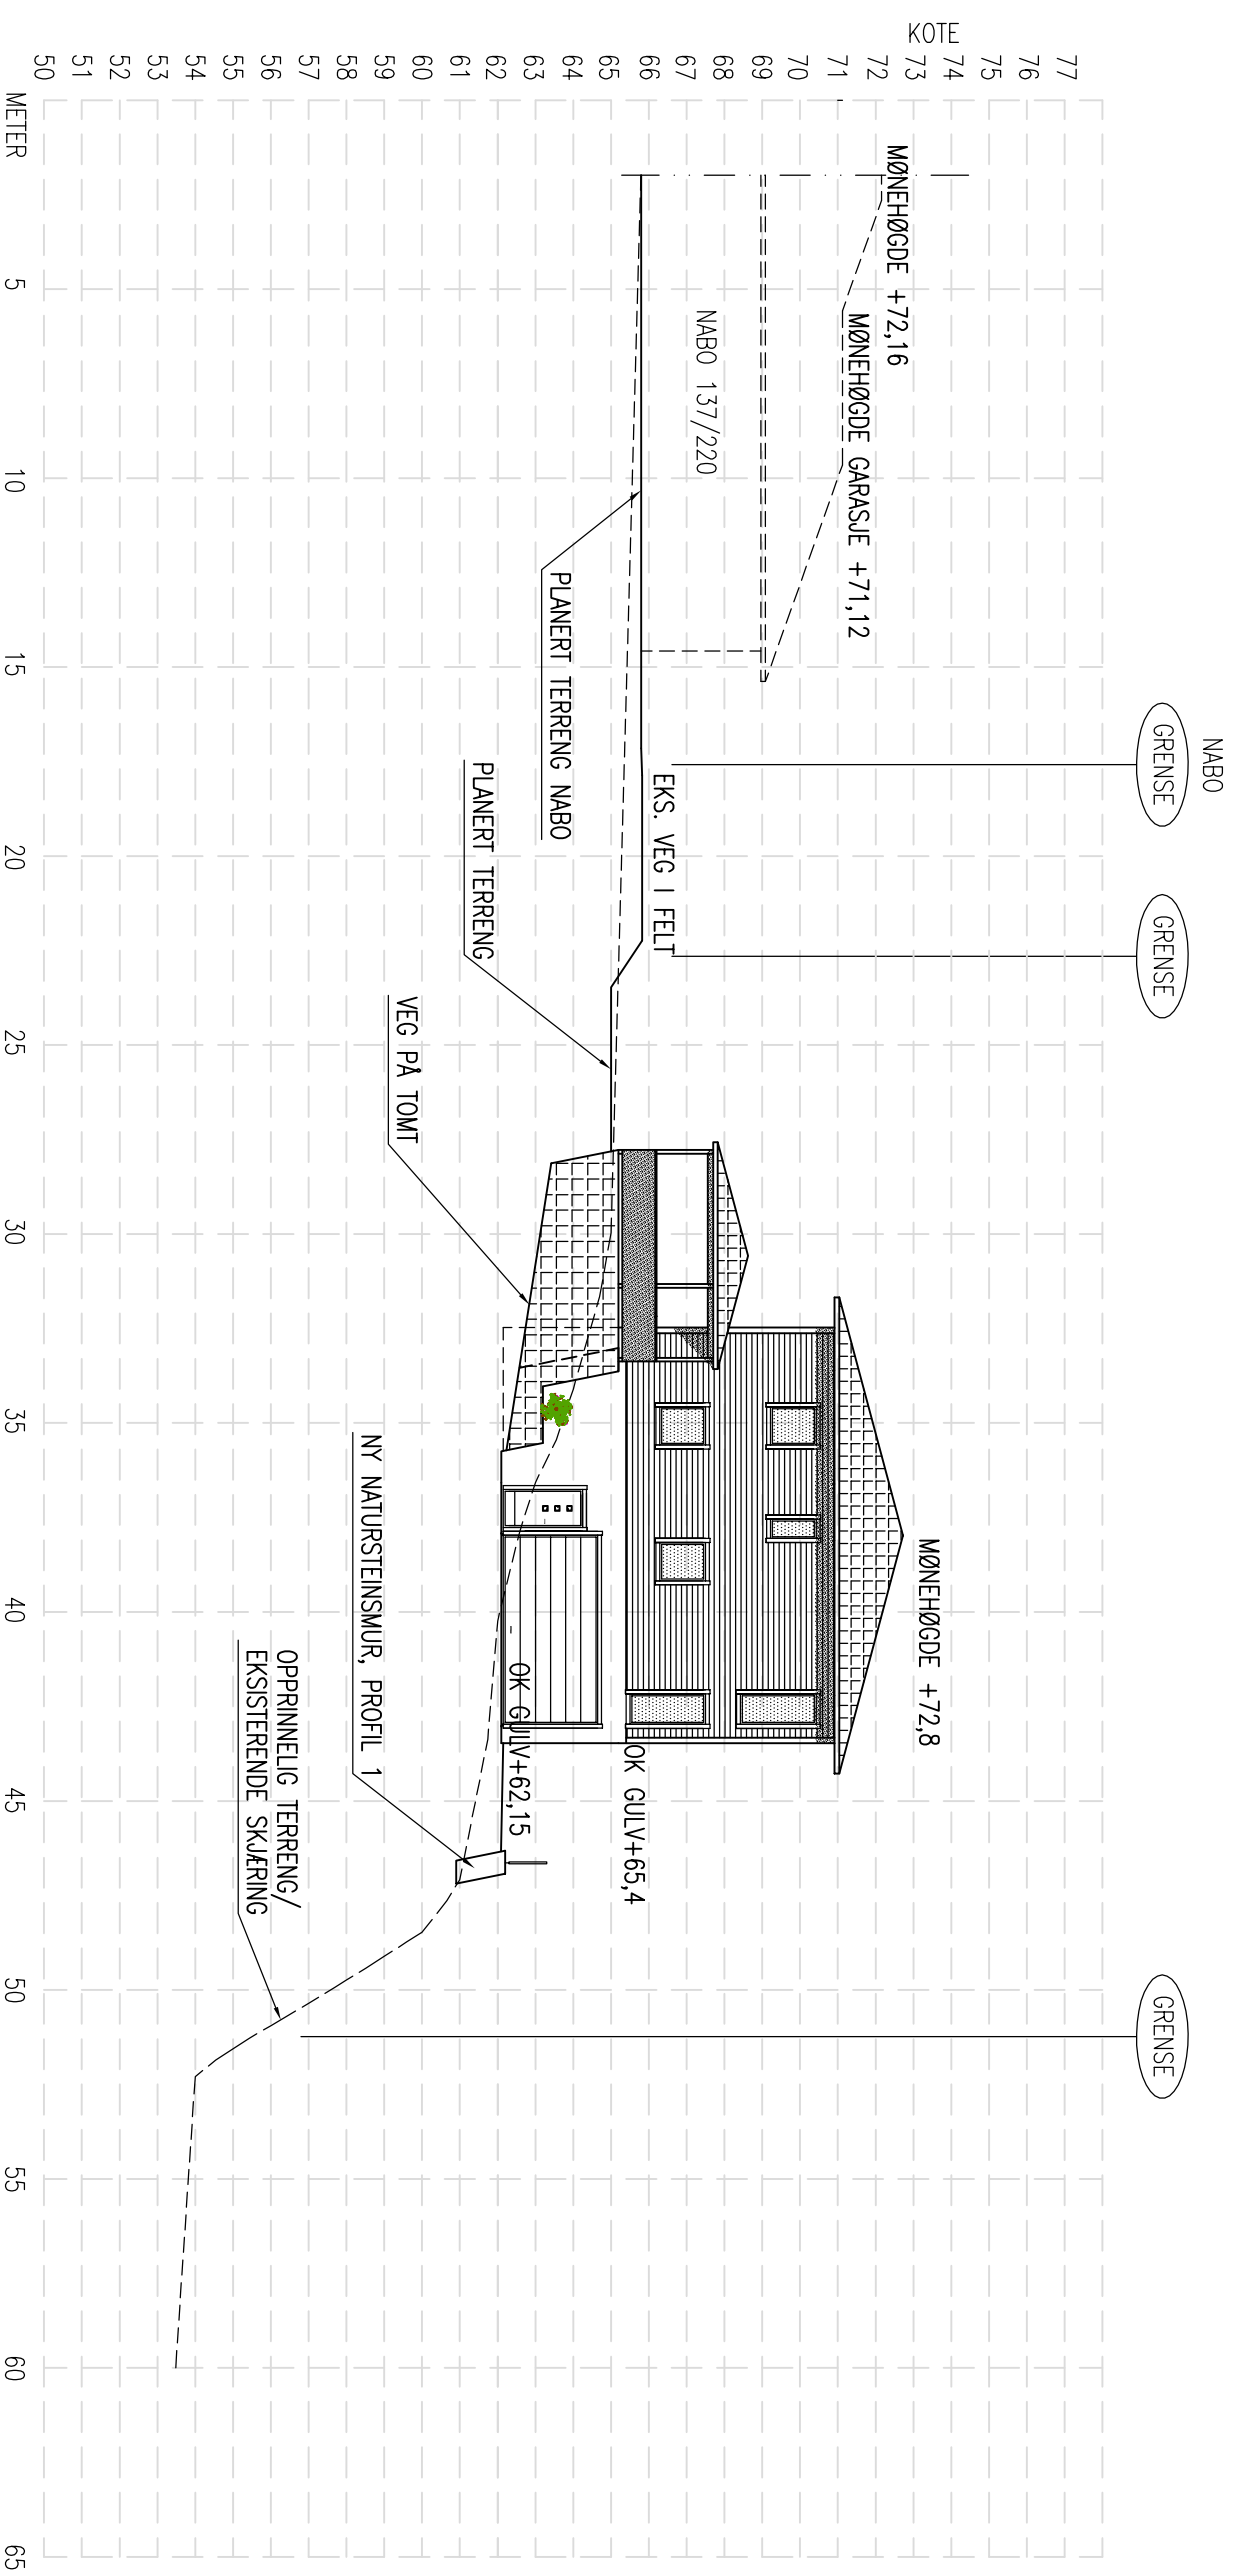 NABO
GRENSE
GRENSE
GRENSE
KOTE
77
76
75
74
73
72
71
70
69
68
67
66
65
64
63
62
61
60
59
58
57
56
55
54
53
52
51
50
MØNEHØGDE +72,16
MØNEHØGDE GARASJE +71,12
MØNEHØGDE +72,8
NABO 137/220
EKS. VEG I FELT
OK GULV+65,4
PLANERT TERRENG NABO
OK GULV+62,15
PLANERT TERRENG
VEG PÅ TOMT
NY NATURSTEINSMUR, PROFIL 1
OPPRINNELIG TERRENG/
EKSISTERENDE SKJÆRING
METER
5
10
15
20
25
30
35
40
45
50
55
60
65